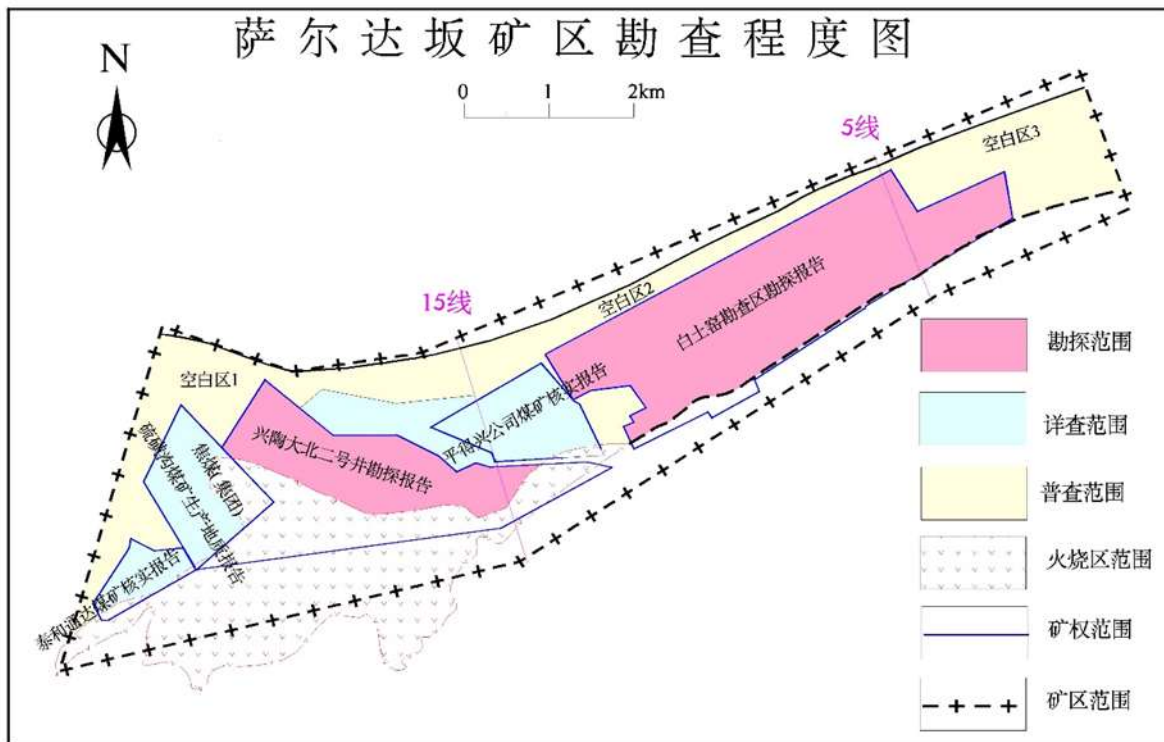 萨尔达坂矿区勘查程度图
N
0 1 2km
5线
空白区3
15线
空白区2
白土窑勘查区勘探报告
空白区1
平得兴公司煤矿核实报告
兴陶大北二号井勘探报告
焦煤(集团)
硫磺沟煤矿生产地质报告
泰和通达煤矿核实报告
勘探范围
详查范围
普查范围
火烧区范围
矿权范围
矿区范围